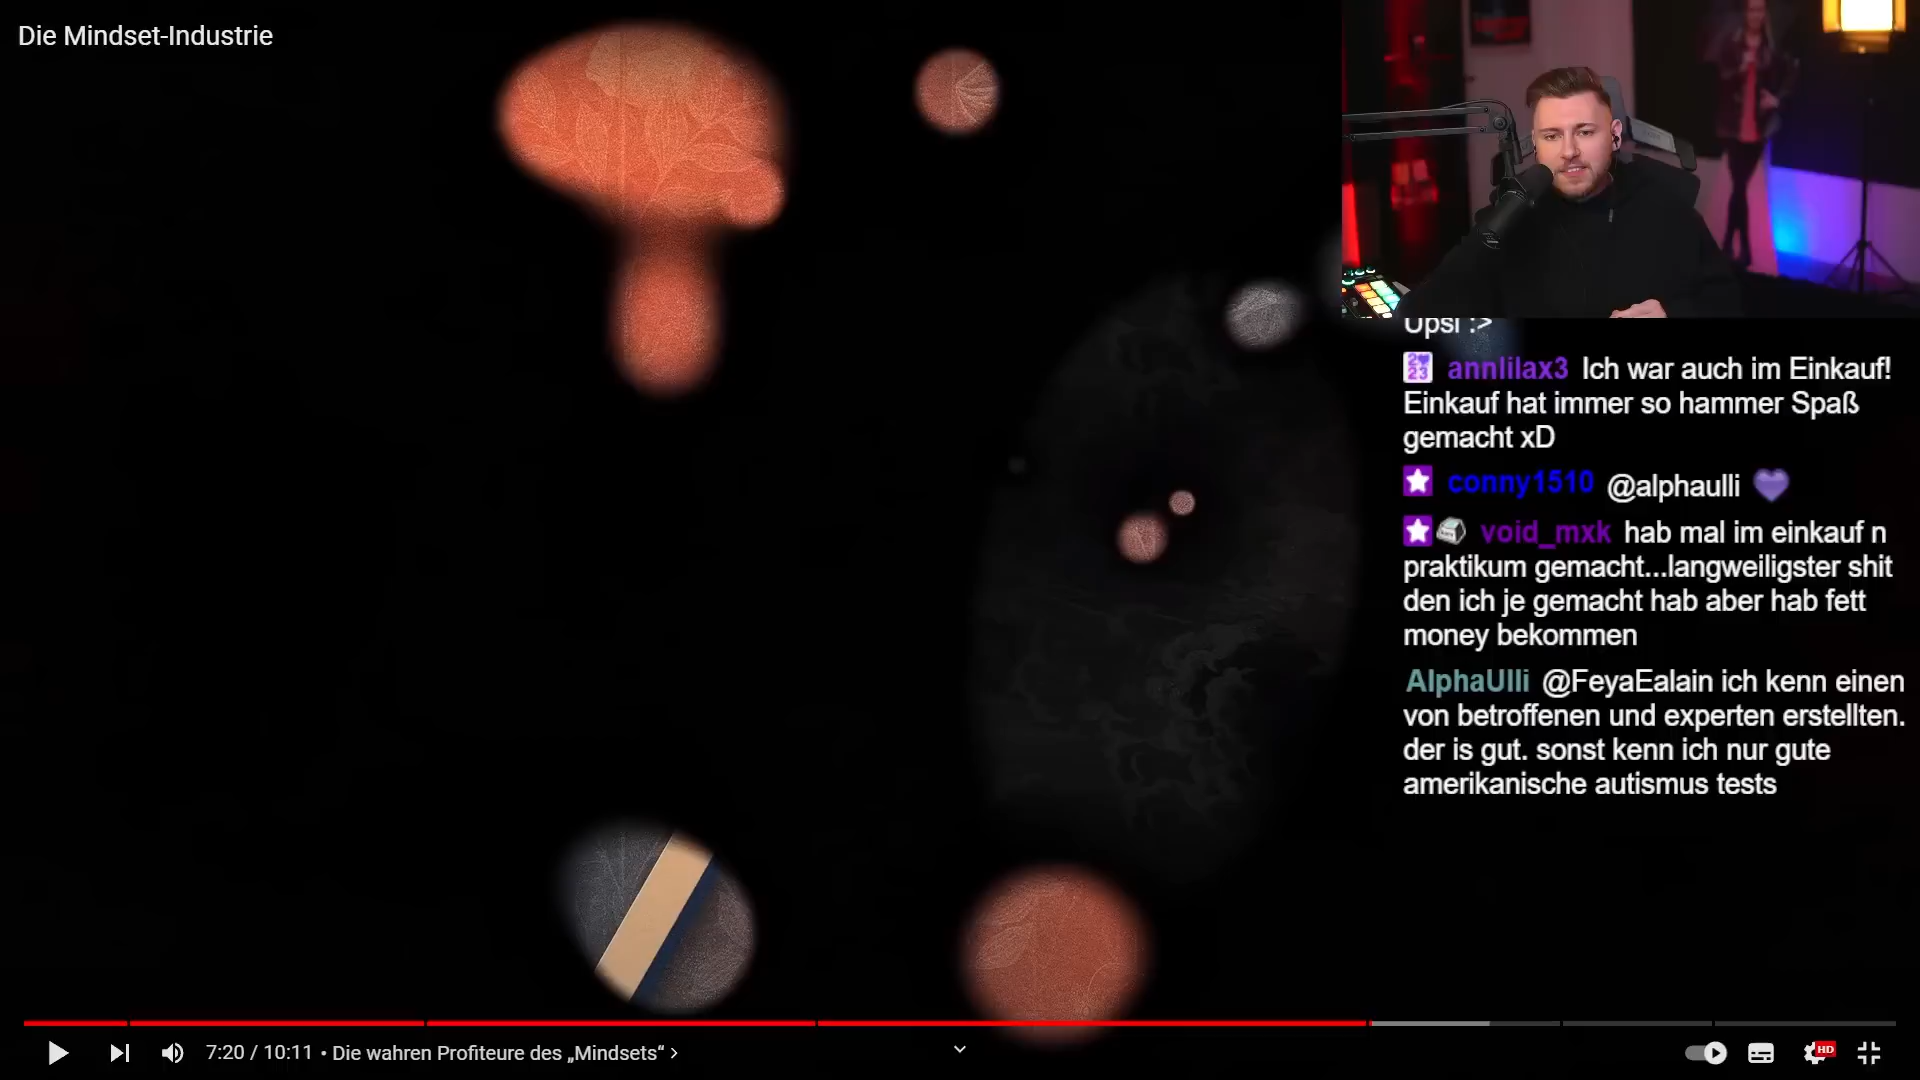 Die Mindset-Industrie
Upsi :>
annlilax3 Ich war auch im Einkauf!
Einkauf hat immer so hammer Spaß
gemacht xD
conny1510 @alphaulli
void_mxk hab mal im einkauf n
praktikum gemacht...langweiligster shit
den ich je gemacht hab aber hab fett
money bekommen
AlphaUlli @FeyaEalain ich kenn einen
von betroffenen und experten erstellten.
der is gut. sonst kenn ich nur gute
amerikanische autismus tests
7:20 / 10:11 • Die wahren Profiteure des „Mindsets“ ›
HD